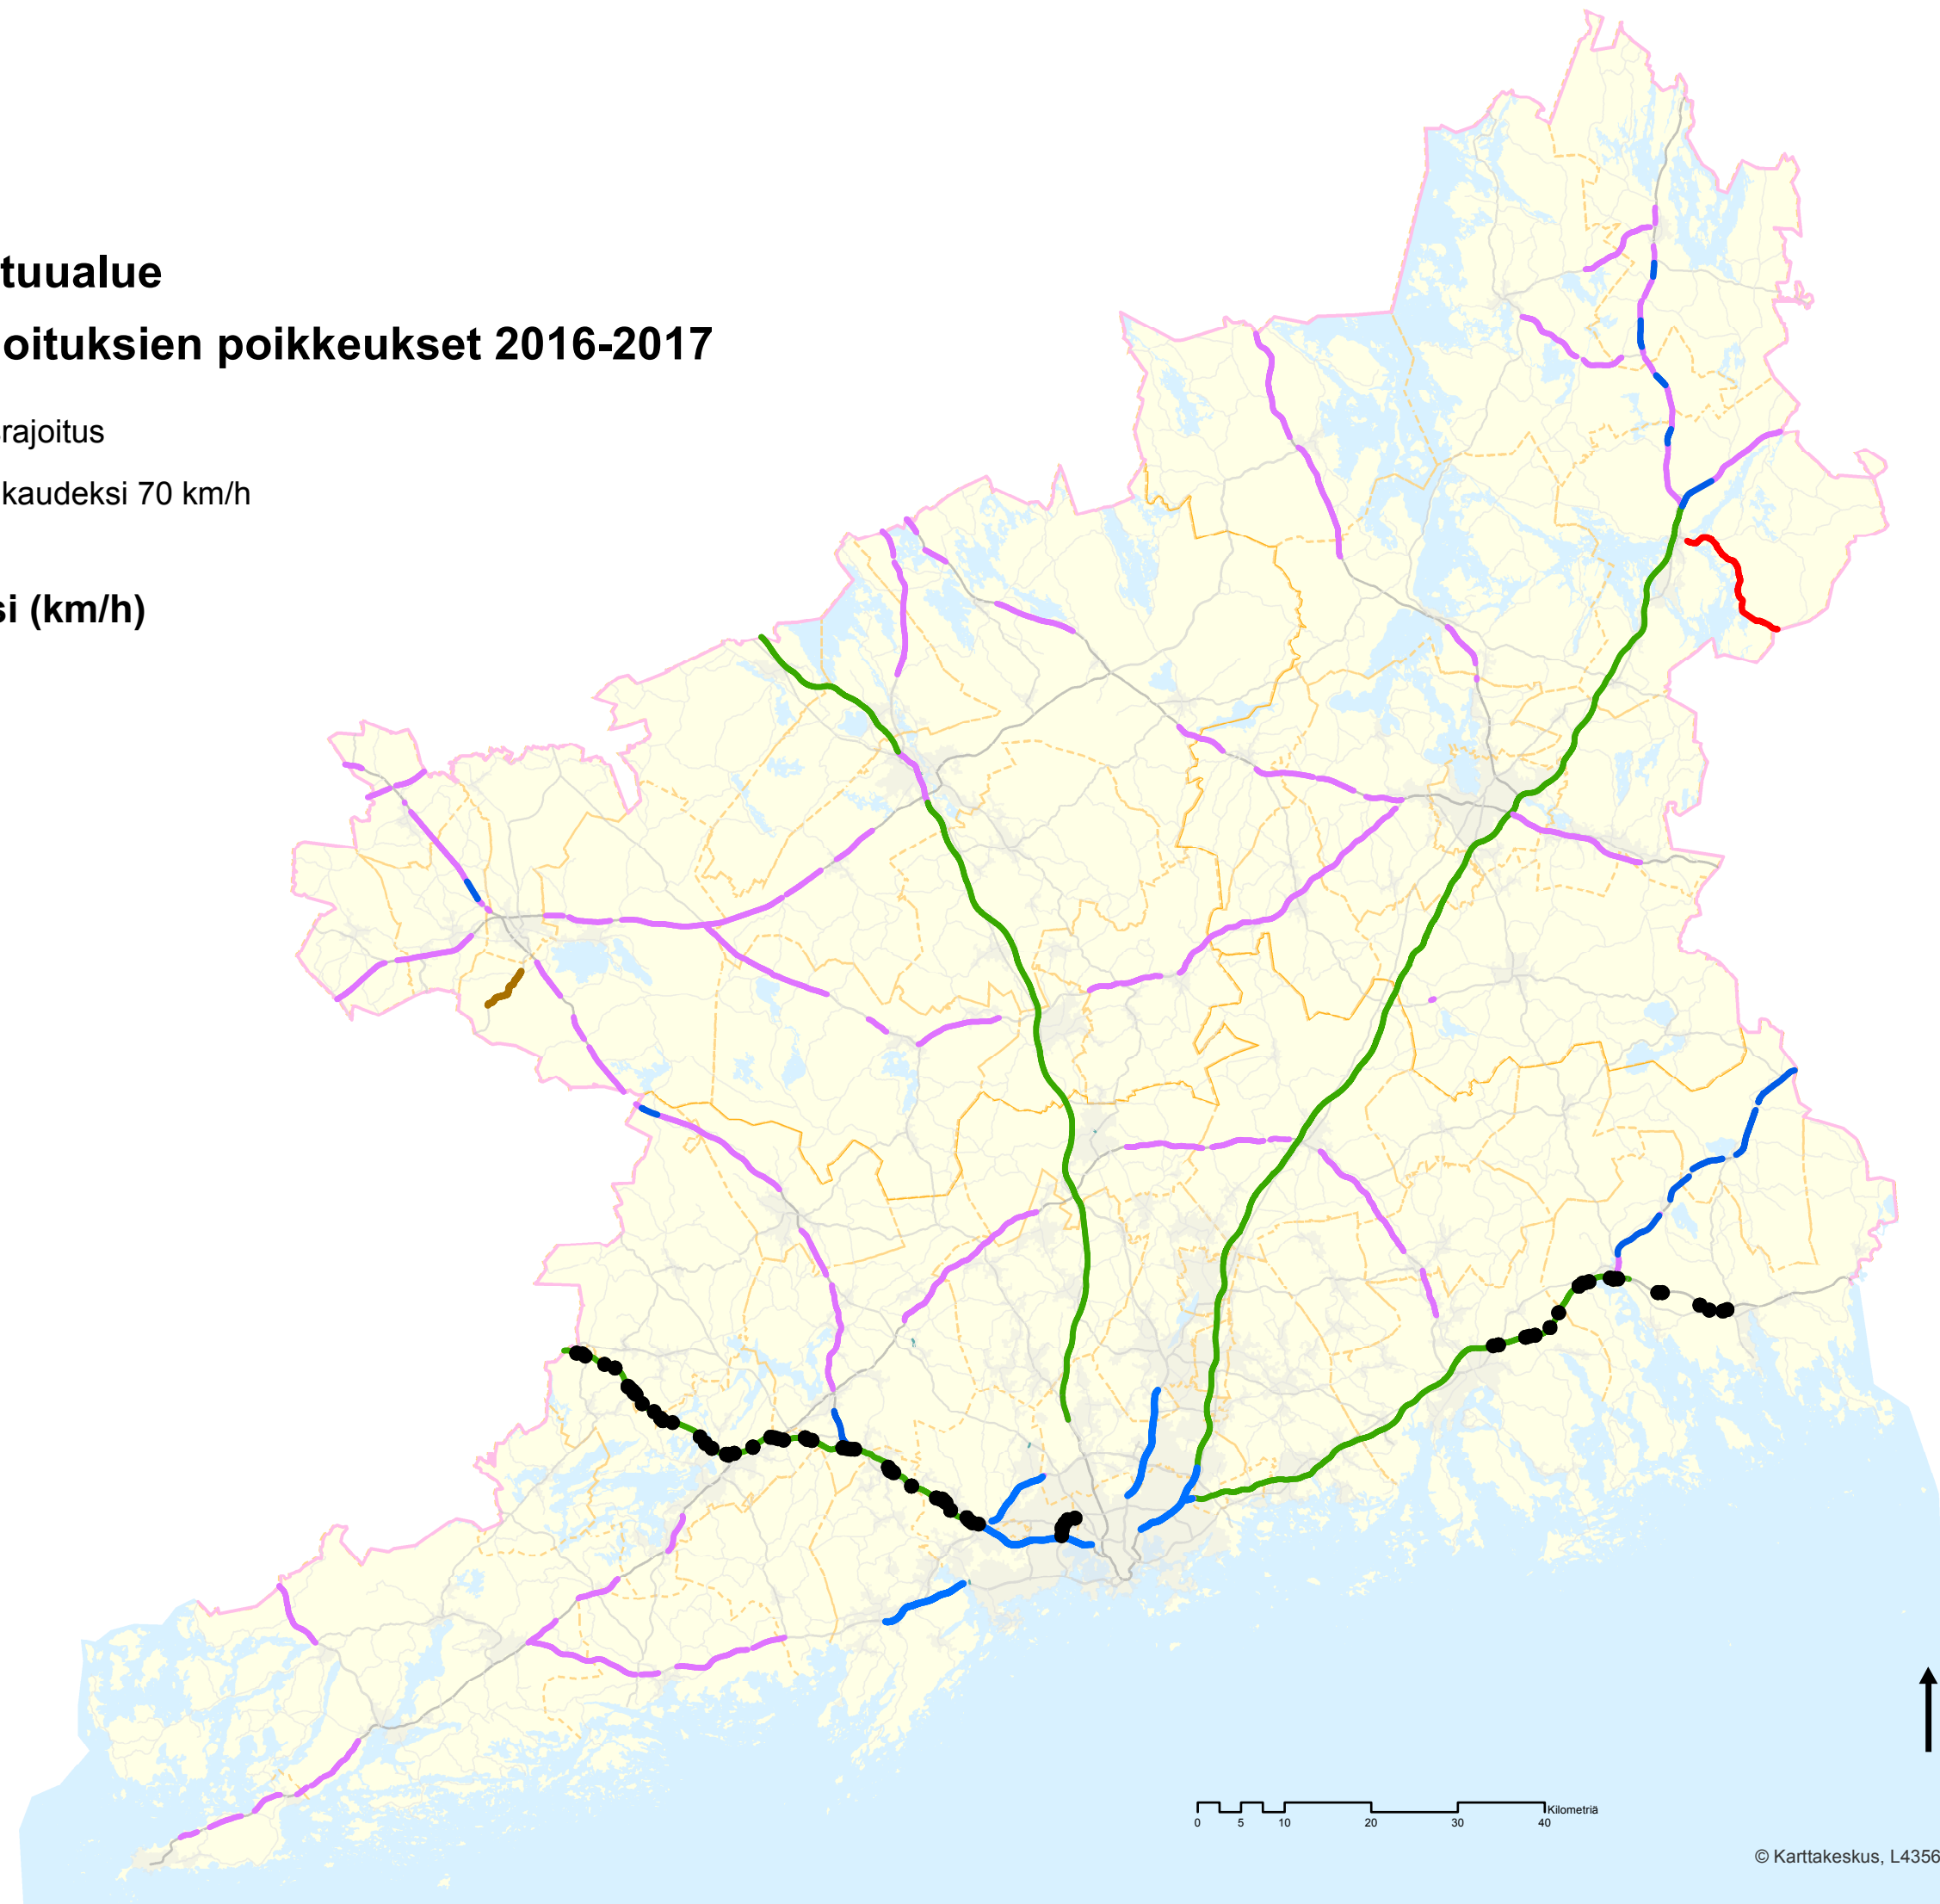 tuualue
oituksien poikkeukset 2016-2017
rajoitus
kaudeksi 70 km/h
si (km/h)
Kilometriä
0 5 10 20 30 40
© Karttakeskus, L4356